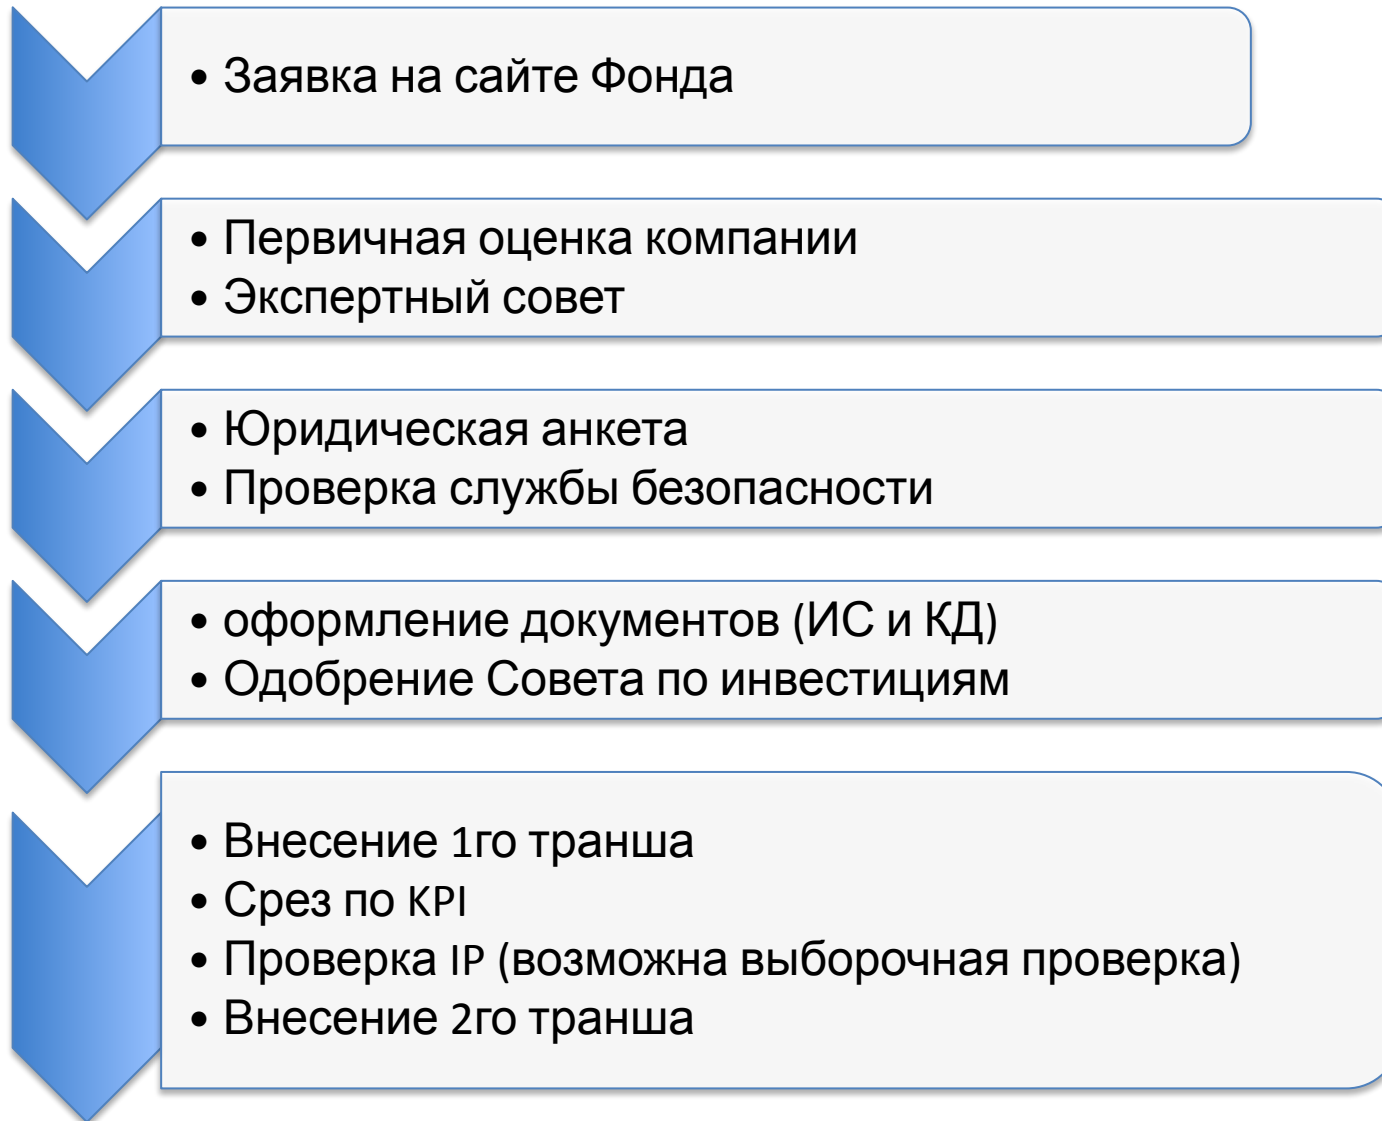 • Заявка на сайте Фонда
• Первичная оценка компании
• Экспертный совет
• Юридическая анкета
• Проверка службы безопасности
• оформление документов (ИС и КД)
• Одобрение Совета по инвестициям
• Внесение 1го транша
• Срез по KPI
• Проверка IP (возможна выборочная проверка)
• Внесение 2го транша